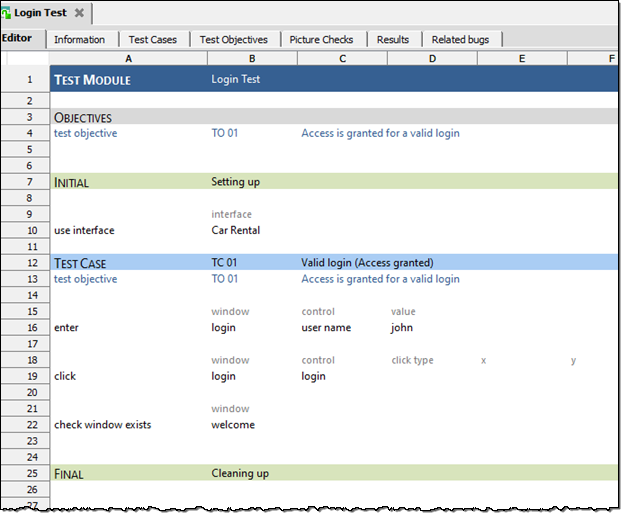 Login Test
Editor Information Test Cases Test Objectives Picture Checks Results Related bugs
A B C D E F
1 TEST MODULE Login Test
2
3 OBJECTIVES
4 test objective TO 01 Access is granted for a valid login
5
6
7 INITIAL Setting up
8
9 interface
10 use interface Car Rental
11
12 TEST CASE TC 01 Valid login (Access granted)
13 test objective TO 01 Access is granted for a valid login
14
15 window control value
16 enter login user name john
17
18 window control click type x y
19 click login login
20
21 window
22 check window exists welcome
23
24
25 FINAL Cleaning up
26
27